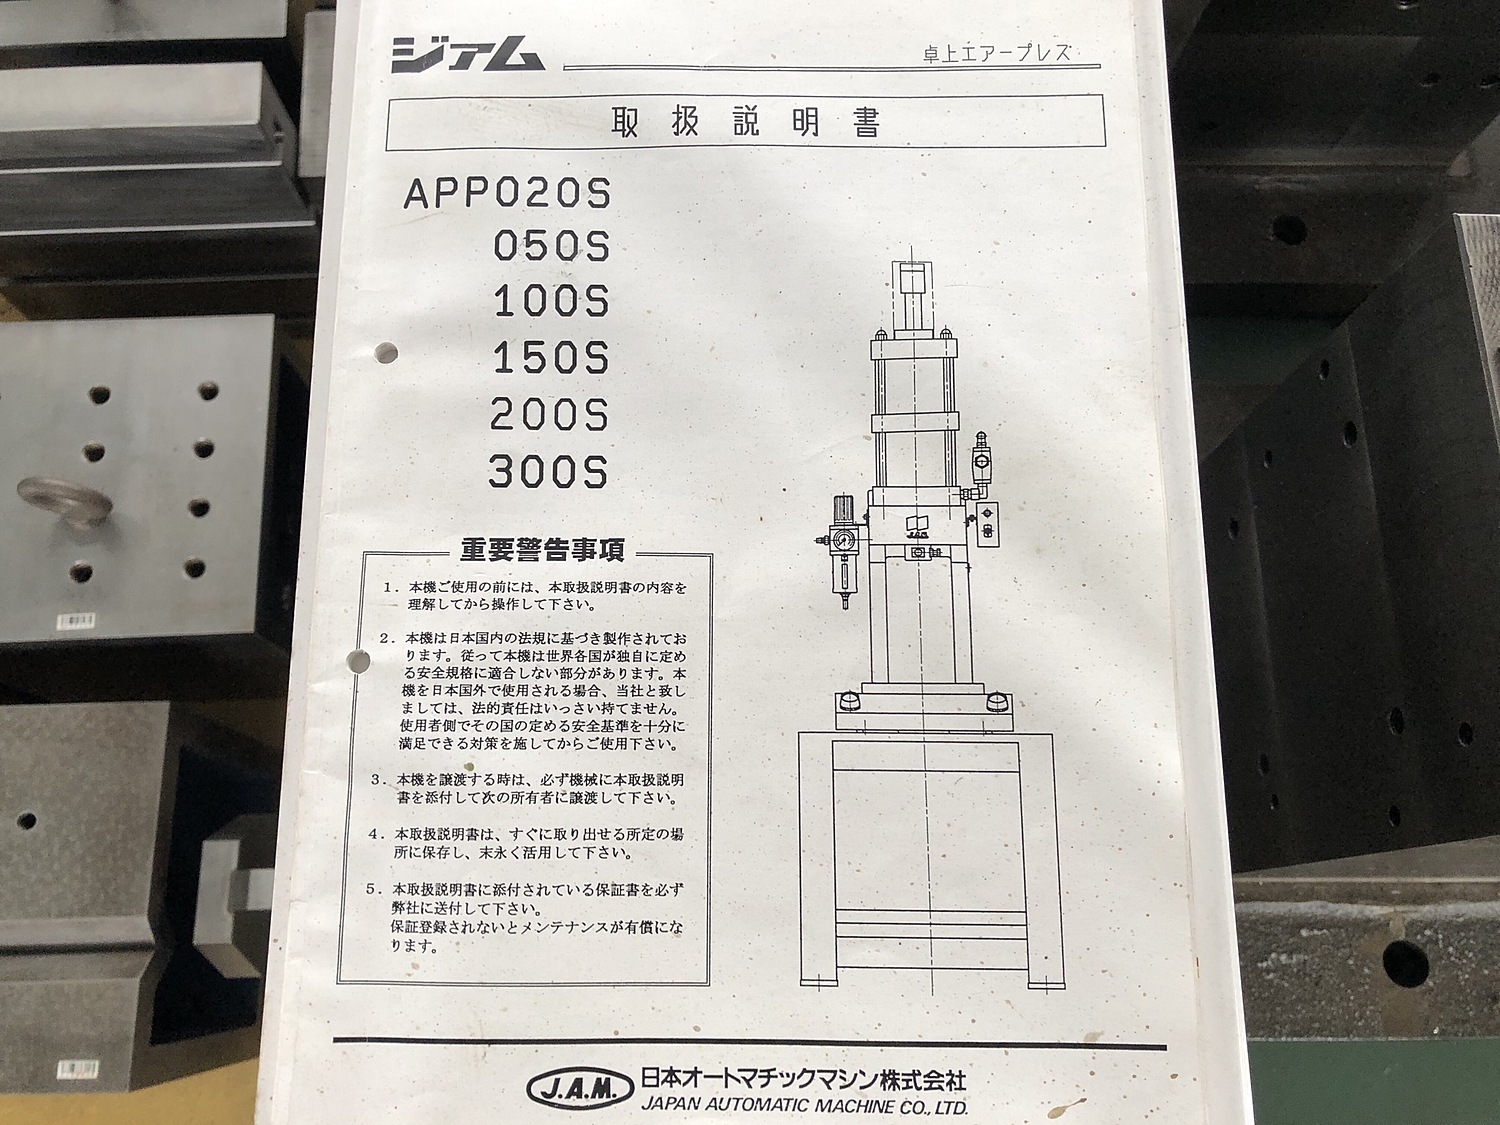 ジァム
卓上エアープレス
取扱説明書
APP020S
050S
100S
150S
200S
300S
重要警告事項
1. 本機ご使用の前には、本取扱説明書の内容を
理解してから操作して下さい。
2. 本機は日本国内の法規に基づき製作されてお
ります。従って本機は世界各国が独自に定め
る安全規格に適合しない部分があります。本
機を日本国外で使用される場合、当社と致し
ましては、法的責任はいっさい持てません。
使用者側でその国の定める安全基準を十分に
満足できる対策を施してからご使用下さい。
3. 本機を譲渡する時は、必ず機械に本取扱説明
書を添付して次の所有者に譲渡して下さい。
4. 本取扱説明書は、すぐに取り出せる所定の場
所に保存し、末永く活用して下さい。
5. 本取扱説明書に添付されている保証書を必ず
弊社に送付して下さい。
保証登録されないとメンテナンスが有償にな
ります。
J.A.M.
J.A.M. 日本オートマチックマシン株式会社
JAPAN AUTOMATIC MACHINE CO., LTD.